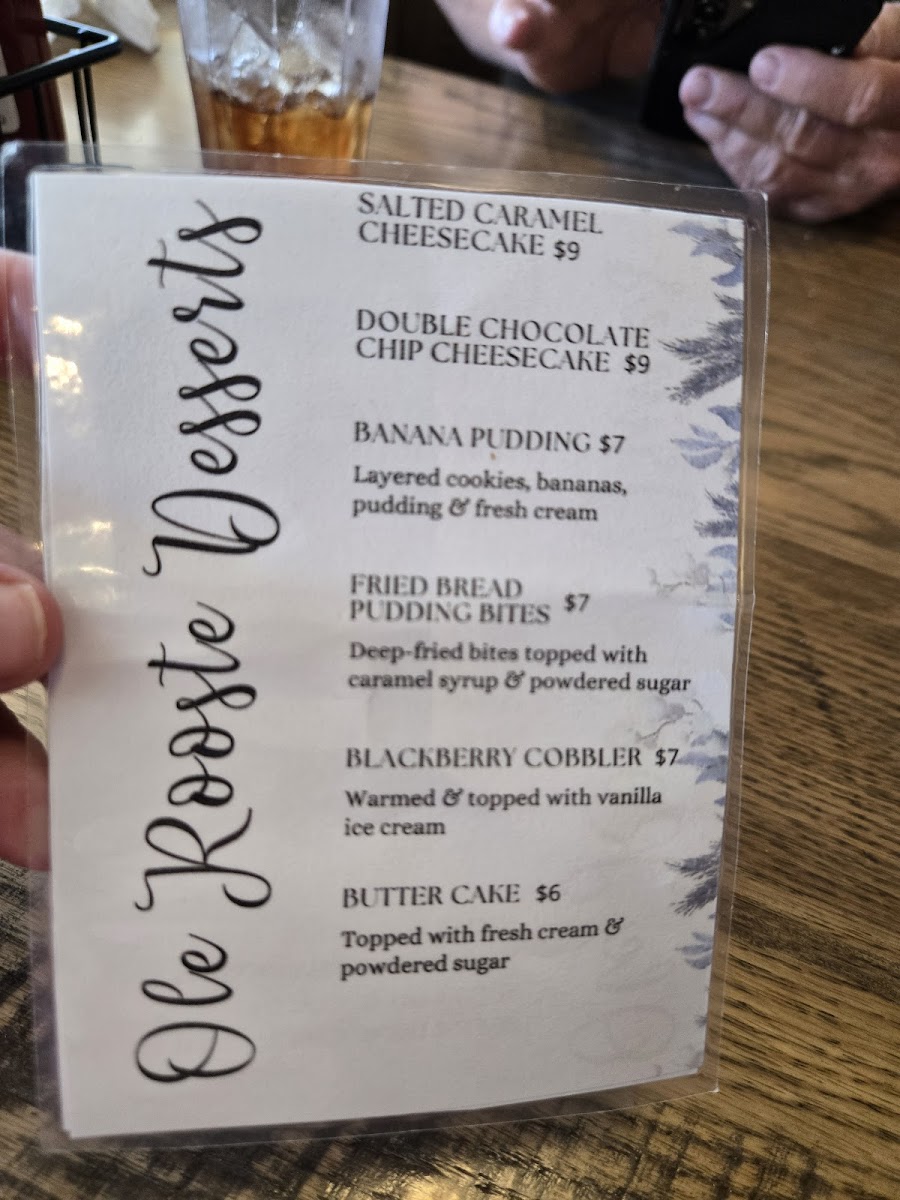 Ole Rooste Desserts
SALTED CARAMEL
CHEESECAKE $9
DOUBLE CHOCOLATE
CHIP CHEESECAKE $9
BANANA PUDDING $7
Layered cookies, bananas,
pudding & fresh cream
FRIED BREAD
PUDDING BITES $7
Deep-fried bites topped with
caramel syrup & powdered sugar
BLACKBERRY COBBLER $7
Warmed & topped with vanilla
ice cream
BUTTER CAKE $6
Topped with fresh cream &
powdered sugar